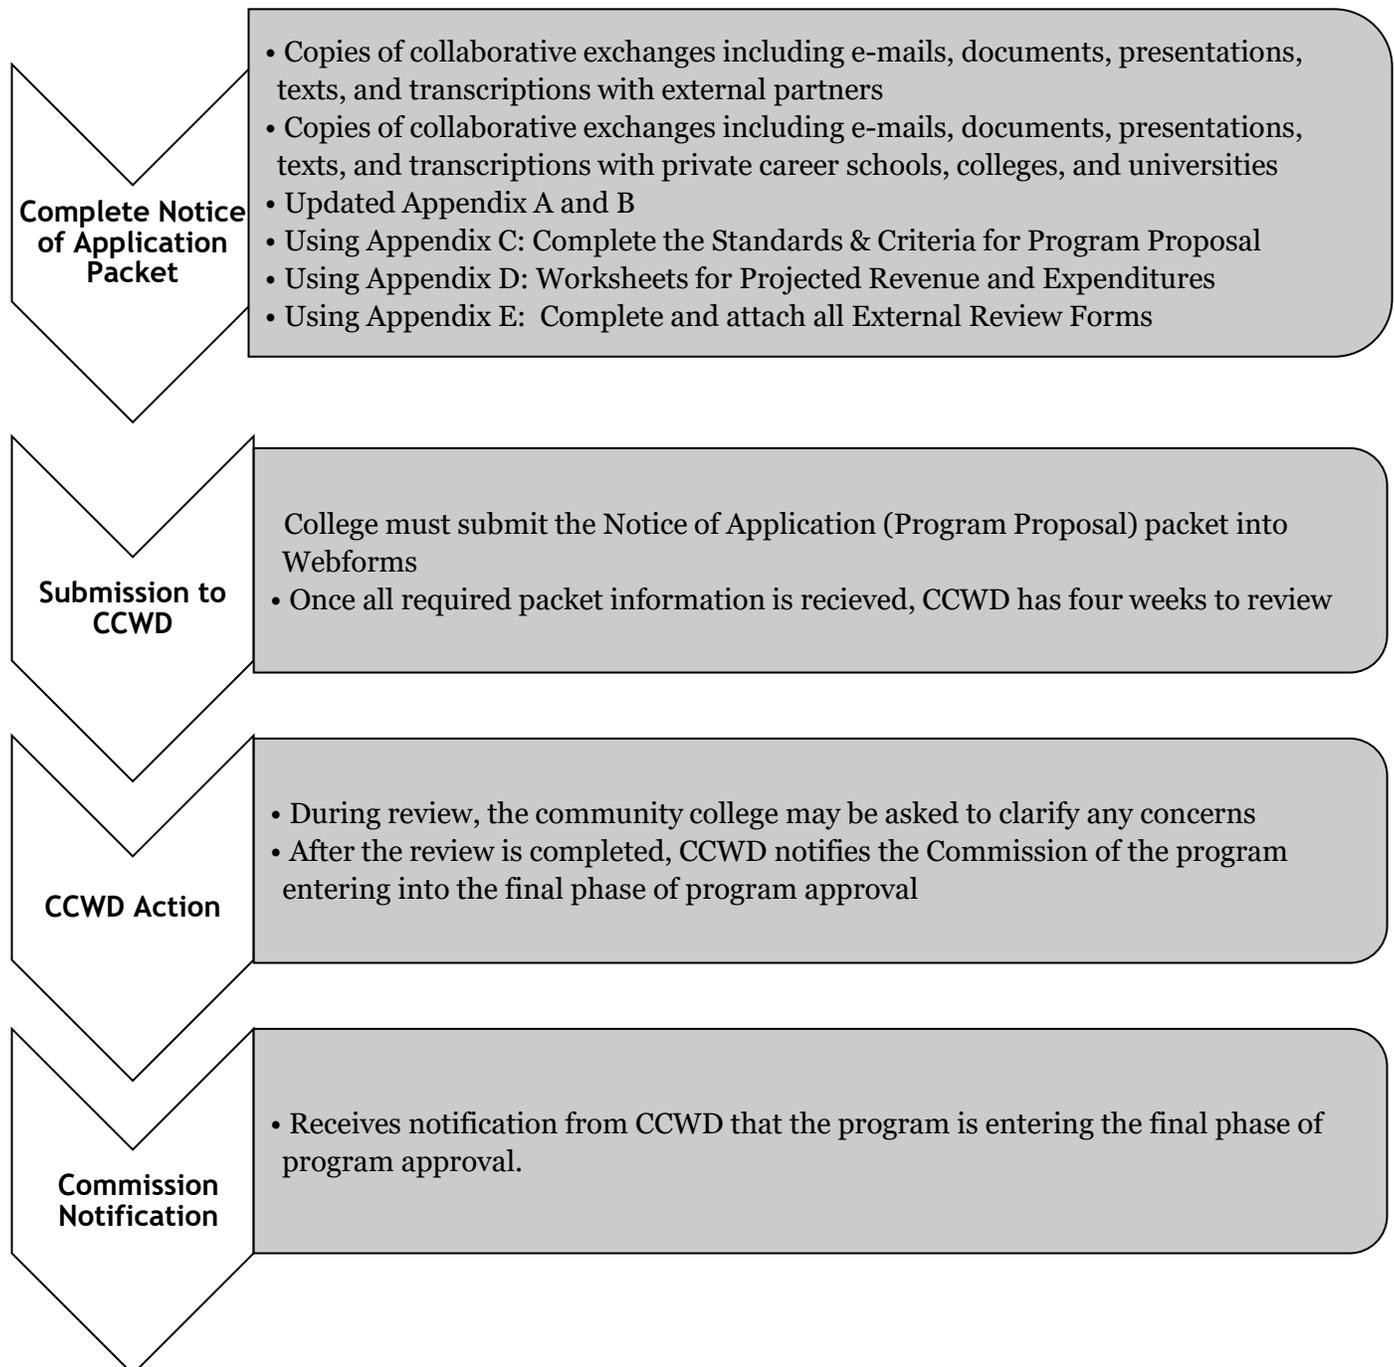 Complete Notice
of Application
Packet
• Copies of collaborative exchanges including e-mails, documents, presentations,
texts, and transcriptions with external partners
• Copies of collaborative exchanges including e-mails, documents, presentations,
texts, and transcriptions with private career schools, colleges, and universities
• Updated Appendix A and B
• Using Appendix C: Complete the Standards & Criteria for Program Proposal
• Using Appendix D: Worksheets for Projected Revenue and Expenditures
• Using Appendix E:  Complete and attach all External Review Forms
Submission to
CCWD
College must submit the Notice of Application (Program Proposal) packet into
Webforms
• Once all required packet information is recieved, CCWD has four weeks to review
CCWD Action
• During review, the community college may be asked to clarify any concerns
• After the review is completed, CCWD notifies the Commission of the program
entering into the final phase of program approval
Commission
Notification
• Receives notification from CCWD that the program is entering the final phase of
program approval.